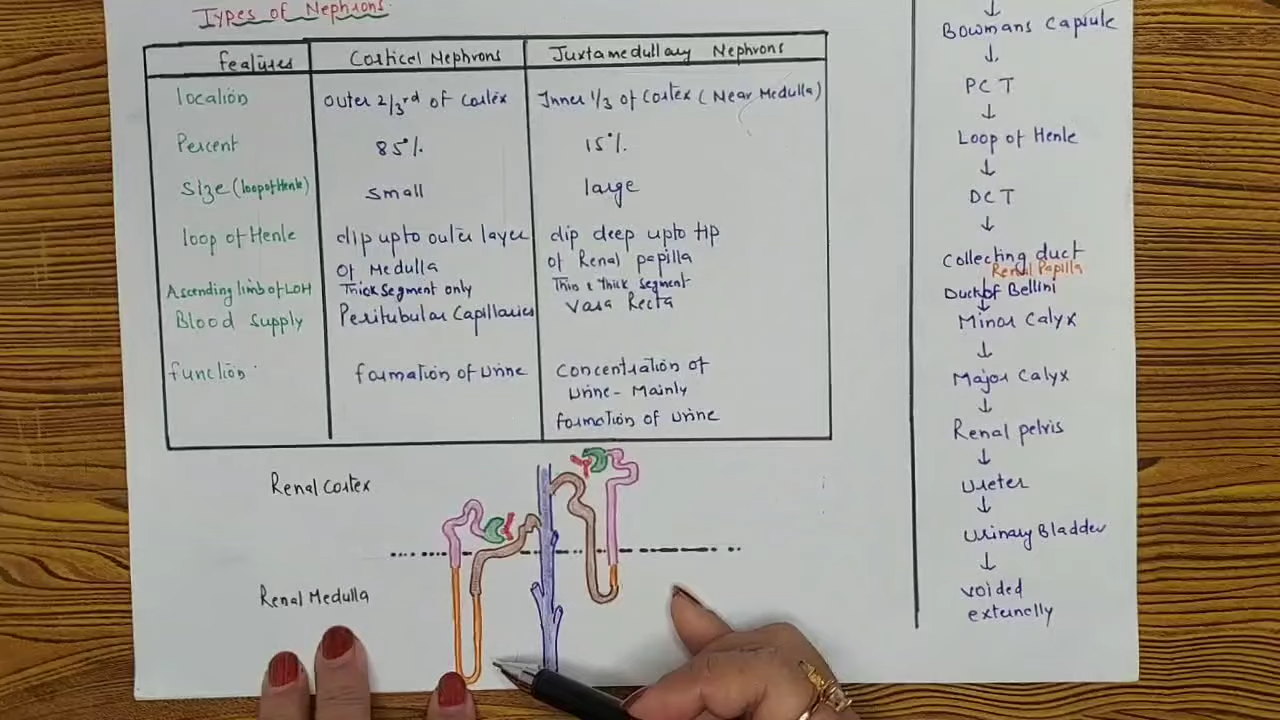 Types of Nephrons
features Corticel Nephrons Juxtamedullary Nephrons
location outer 2/3rd of Cortex Inner 1/3 of Cortex (Near Medulla)
Percent 85% 15%
Size (loop of Henle) small large
loop of Henle dip upto outer layer dip deep upto tip
of Medulla of Renal papilla
Ascending limb of LOH Thick Segment only Thin & thick segment
Blood Supply Peritubular Capillaries Vasa Recta
function formation of urine Concentration of
urine - Mainly
formation of urine
Renal Cortex
Renal Medulla
Bowmans Capsule
↓
PCT
↓
Loop of Henle
↓
DCT
↓
Collecting duct
Renal Papilla
Duct of Bellini
↓
Minor Calyx
↓
Major Calyx
↓
Renal pelvis
↓
ureter
↓
urinary Bladder
↓
voided
externelly